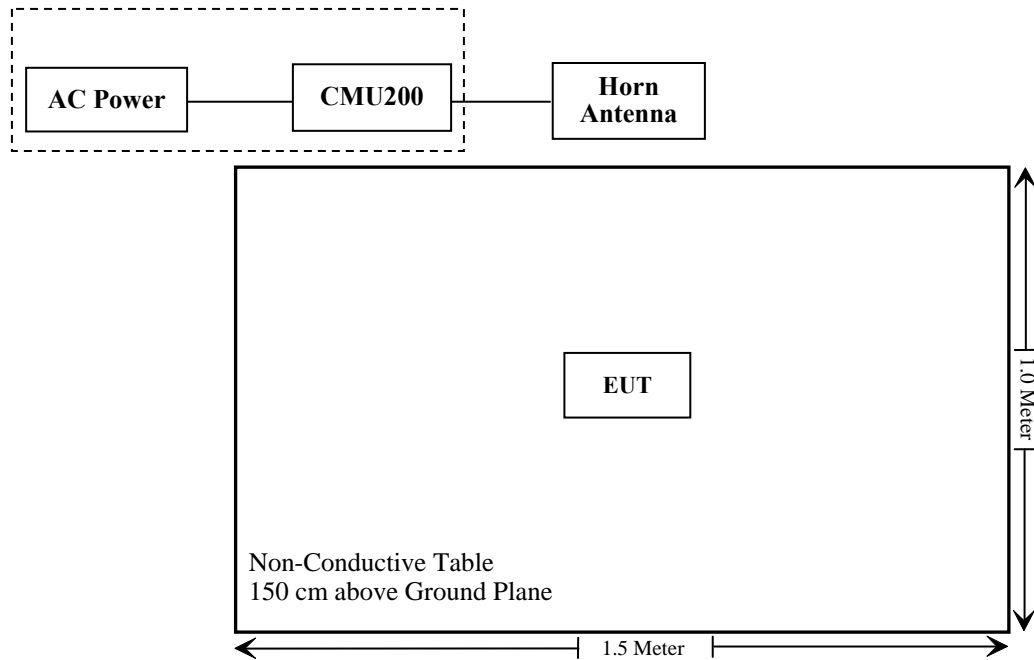 AC Power
CMU200
Horn
Antenna
EUT
1.0 Meter
Non-Conductive Table
150 cm above Ground Plane
1.5 Meter